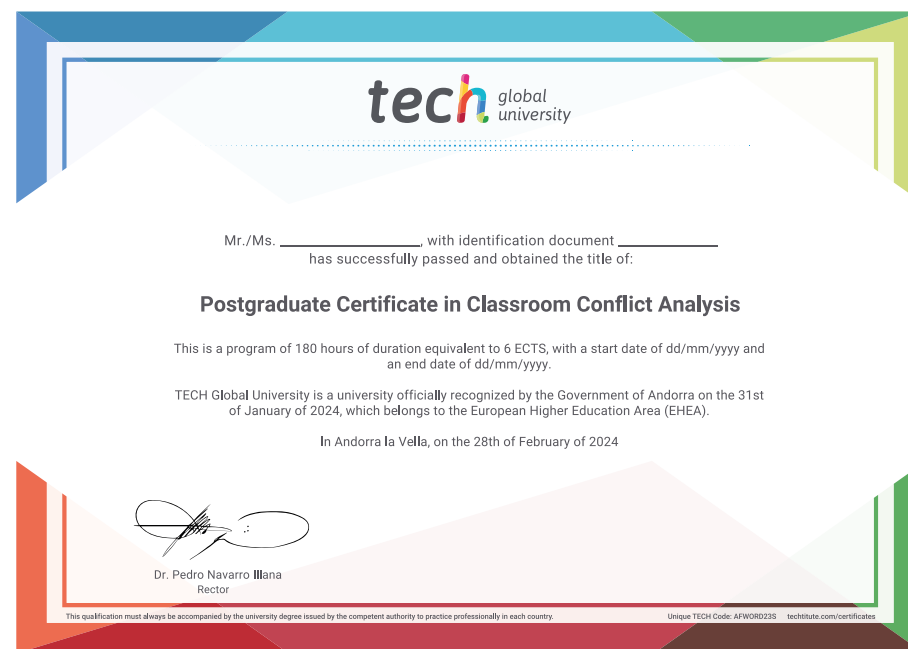 tech global
university
Mr./Ms. ____________, with identification document ____________
has successfully passed and obtained the title of:
Postgraduate Certificate in Classroom Conflict Analysis
This is a program of 180 hours of duration equivalent to 6 ECTS, with a start date of dd/mm/yyyy and
an end date of dd/mm/yyyy.
TECH Global University is a university officially recognized by the Government of Andorra on the 31st
of January of 2024, which belongs to the European Higher Education Area (EHEA).
In Andorra la Vella, on the 28th of February of 2024
Dr. Pedro Navarro Illana
Rector
This qualification must always be accompanied by the university degree issued by the competent authority to practice professionally in each country. Unique TECH Code: AFWORD23S techtitute.com/certificates